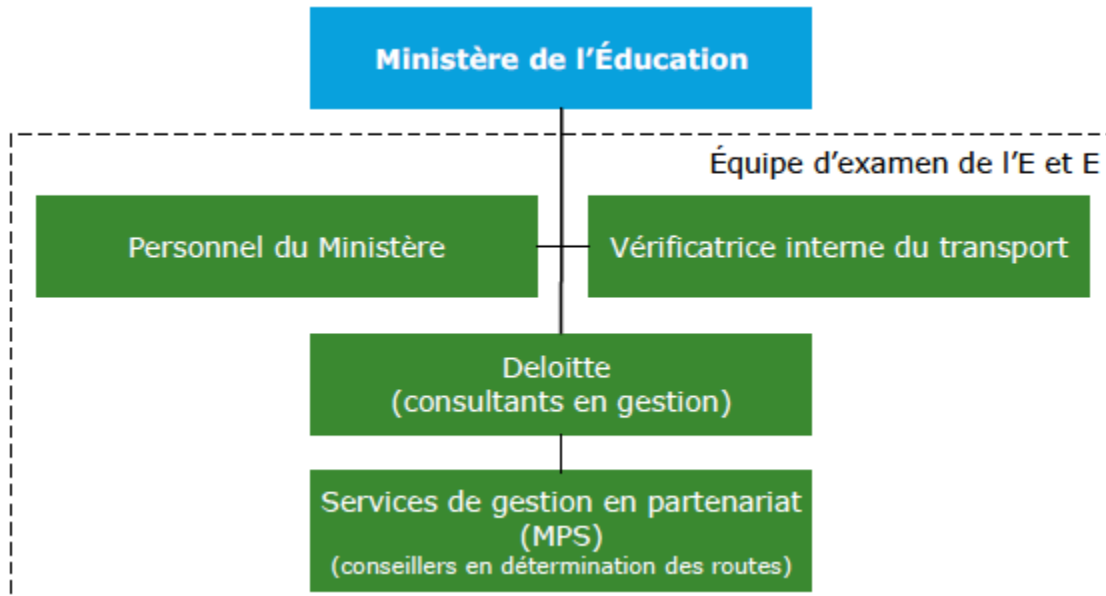 Ministère de l'Éducation
Équipe d'examen de l'E et E
Personnel du Ministère
Vérificatrice interne du transport
Deloitte
(consultants en gestion)
Services de gestion en partenariat
(MPS)
(conseillers en détermination des routes)